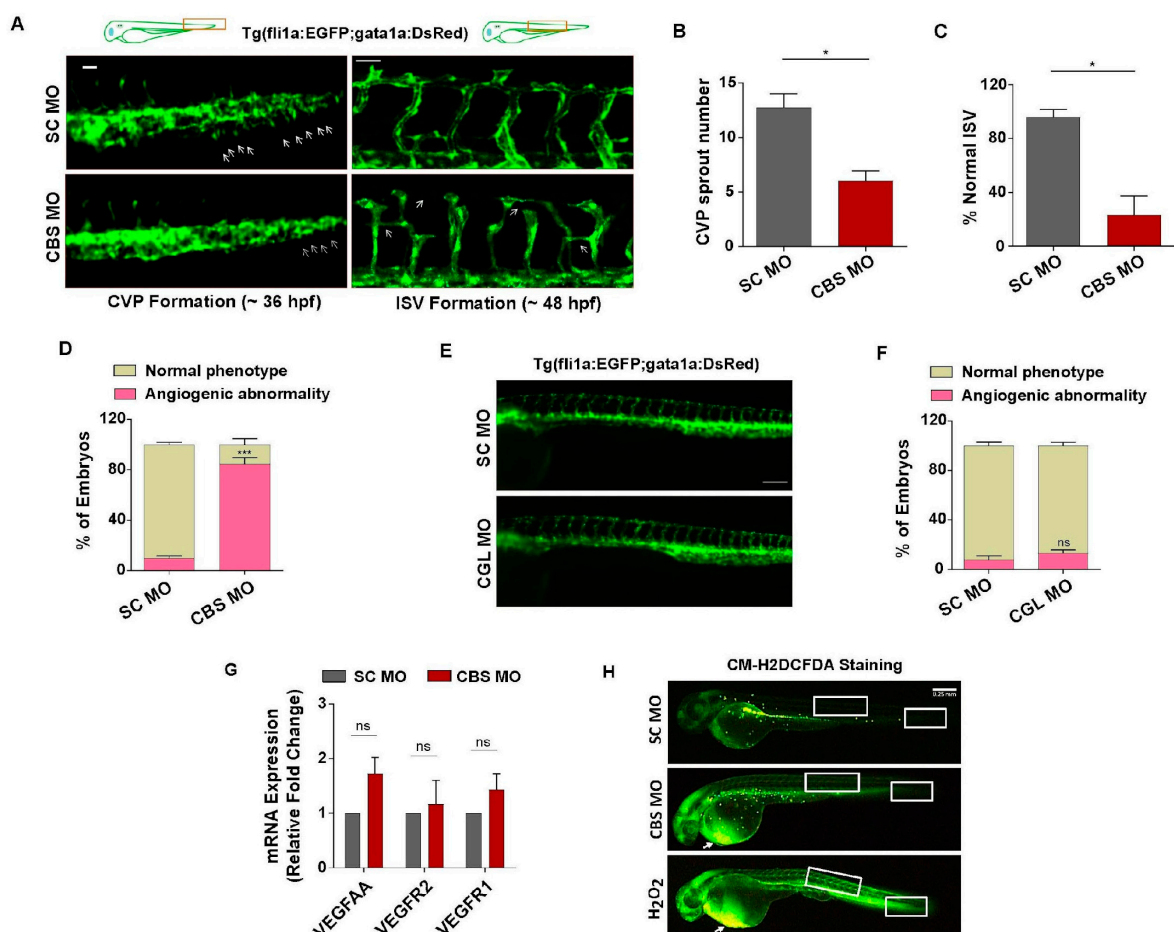 A
Tg(fli1a:EGFP;gata1a:DsRed)
SC MO
CBS MO
CVP Formation (~ 36 hpf)
ISV Formation (~ 48 hpf)
B
*
CVP sprout number
15
10
5
0
SC MO
CBS MO
C
*
% Normal ISV
120
80
40
0
SC MO
CBS MO
D
Normal phenotype
Angiogenic abnormality
% of Embryos
120
80
40
0
***
SC MO
CBS MO
E
Tg(fli1a:EGFP;gata1a:DsRed)
SC MO
CGL MO
F
Normal phenotype
Angiogenic abnormality
% of Embryos
120
80
40
0
ns
SC MO
CGL MO
G
SC MO
CBS MO
mRNA Expression
(Relative Fold Change)
3
2
1
0
ns
ns
ns
VEGFAA
VEGFR2
VEGFR1
H
CM-H2DCFDA Staining
SC MO
0.25 mm
CBS MO
H2O2